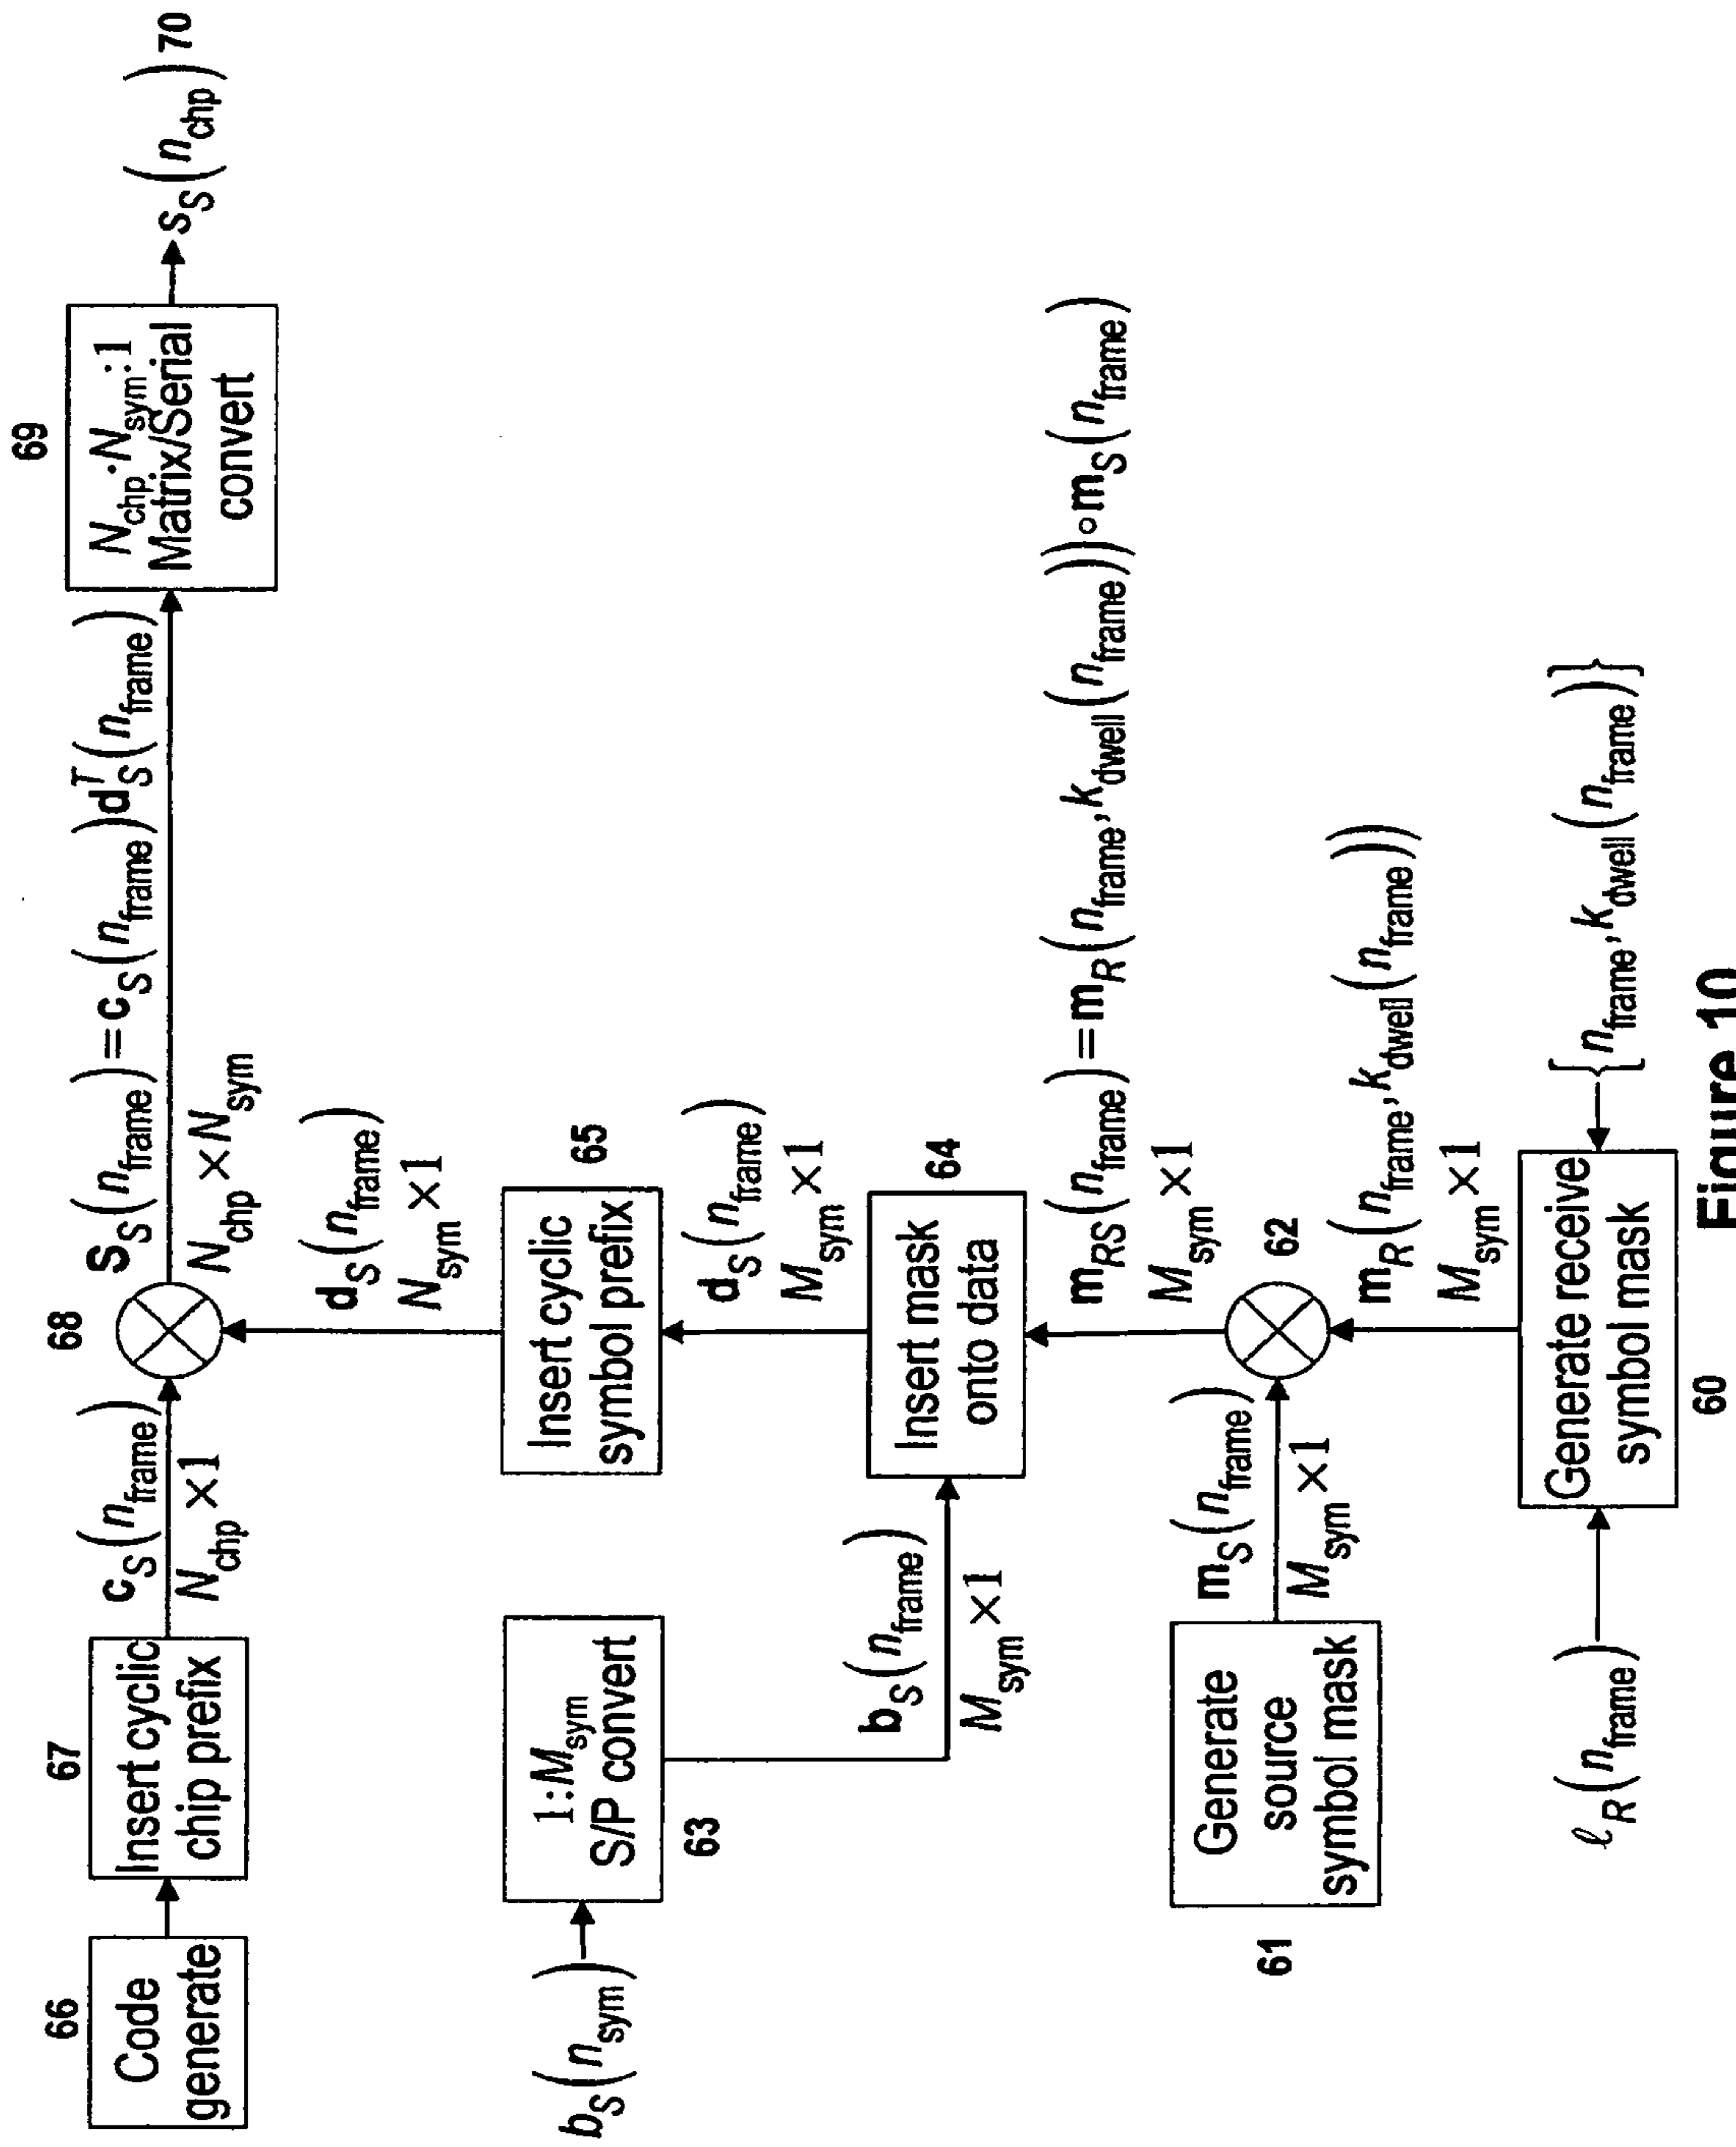 66
Code
generate
67
Insert cyclic
chip prefix
c_S(n_frame)
N_chp×1
68
S_S(n_frame)=c_S(n_frame)d_S^T(n_frame)
N_chp×N_sym
69
N_chp·N_sym:1
Matrix/Serial
convert
s_S(n_chp) 70
d_S(n_frame)
N_sym×1
b_S(n_sym)
1:M_sym
S/P convert
63
Insert cyclic
symbol prefix
65
d_S(n_frame)
M_sym×1
b_S(n_frame)
M_sym×1
Insert mask
onto data
64
m_RS(n_frame)=m_R(n_frame,k_dwell(n_frame))∘m_S(n_frame)
M_sym×1
61
Generate
source
symbol mask
m_S(n_frame)
M_sym×1
62
m_R(n_frame,k_dwell(n_frame))
M_sym×1
ℓ_R(n_frame)
Generate receive
symbol mask
60
{n_frame,k_dwell(n_frame)}
Figure 10